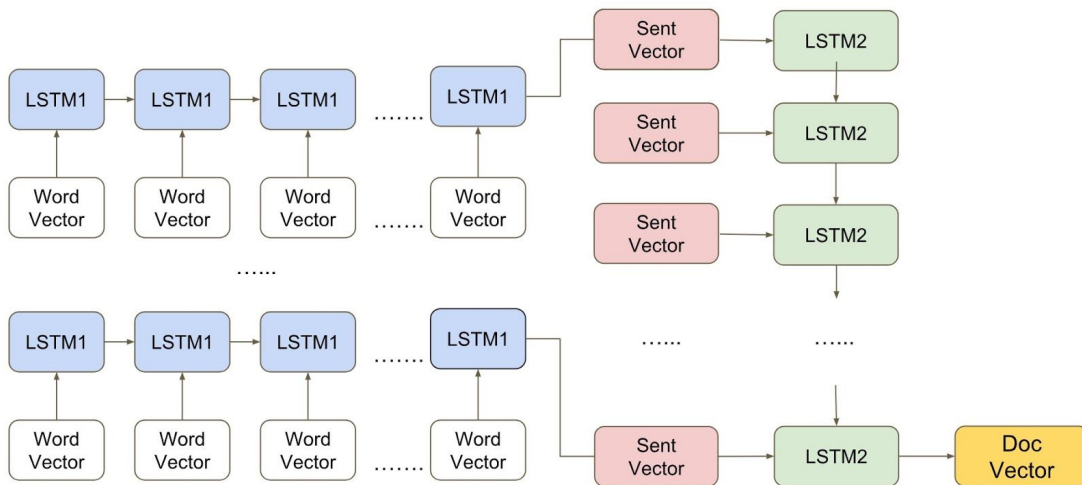 Sent
Vector
LSTM2
LSTM1
LSTM1
LSTM1
.......
LSTM1
Sent
Vector
LSTM2
Word
Vector
Word
Vector
Word
Vector
.......
Word
Vector
Sent
Vector
LSTM2
......
LSTM1
LSTM1
LSTM1
.......
LSTM1
......
......
Word
Vector
Word
Vector
Word
Vector
.......
Word
Vector
Sent
Vector
LSTM2
Doc
Vector